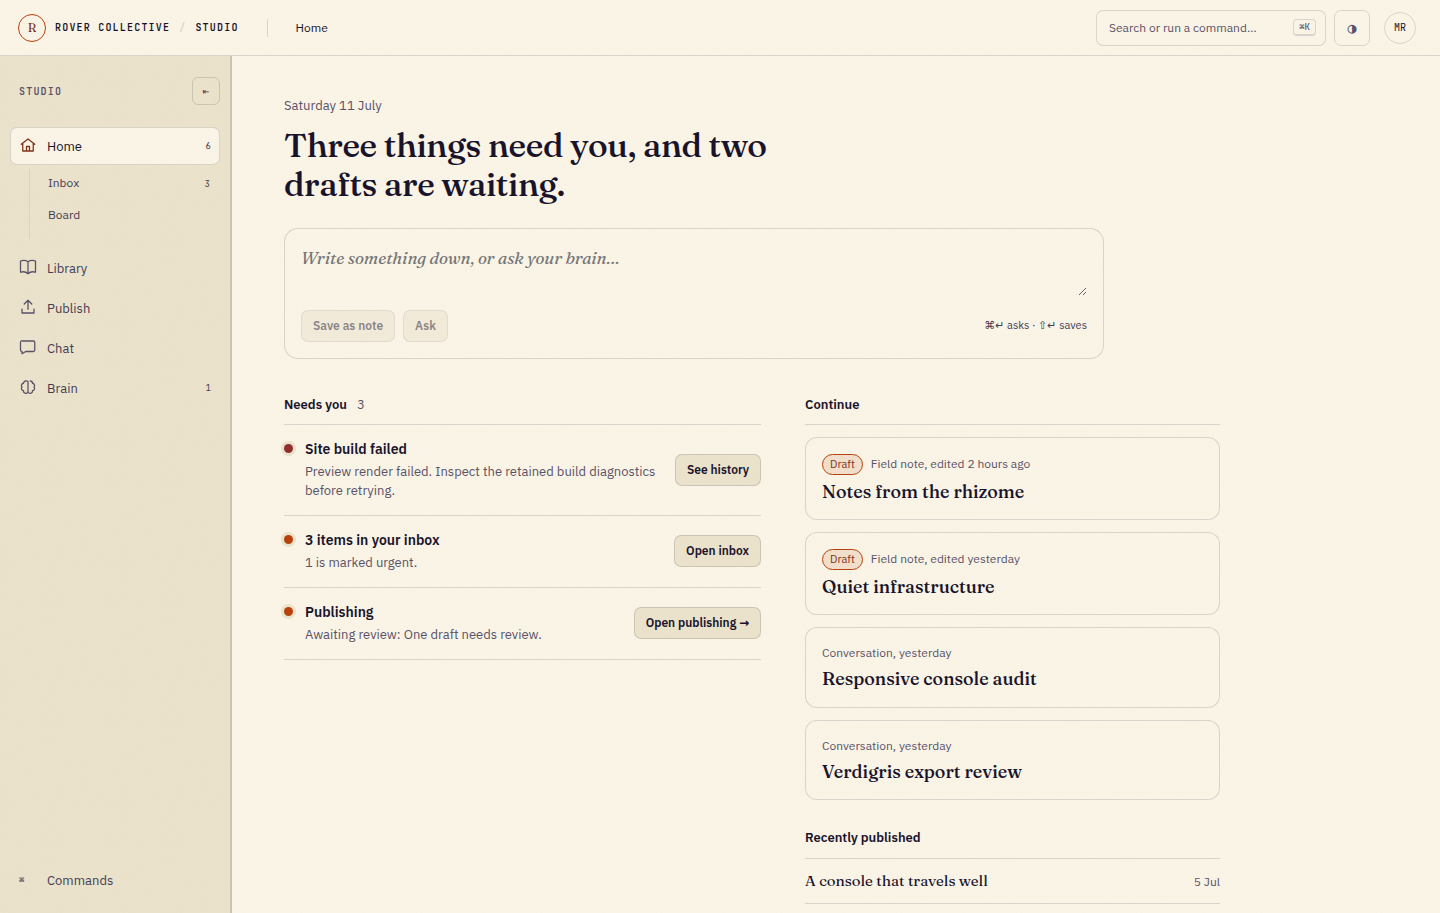 R ROVER COLLECTIVE / STUDIO Home Search or run a command... ⌘K MR
STUDIO
Home 6
Inbox 3
Board
Library
Publish
Chat
Brain 1
⌘ Commands
Saturday 11 July
Three things need you, and two
drafts are waiting.
Write something down, or ask your brain...
Save as note Ask ⌘↵ asks · ⇧↵ saves
Needs you 3
Site build failed
Preview render failed. Inspect the retained build diagnostics
before retrying.
See history
3 items in your inbox
1 is marked urgent.
Open inbox
Publishing
Awaiting review: One draft needs review.
Open publishing →
Continue
Draft Field note, edited 2 hours ago
Notes from the rhizome
Draft Field note, edited yesterday
Quiet infrastructure
Conversation, yesterday
Responsive console audit
Conversation, yesterday
Verdigris export review
Recently published
A console that travels well 5 Jul